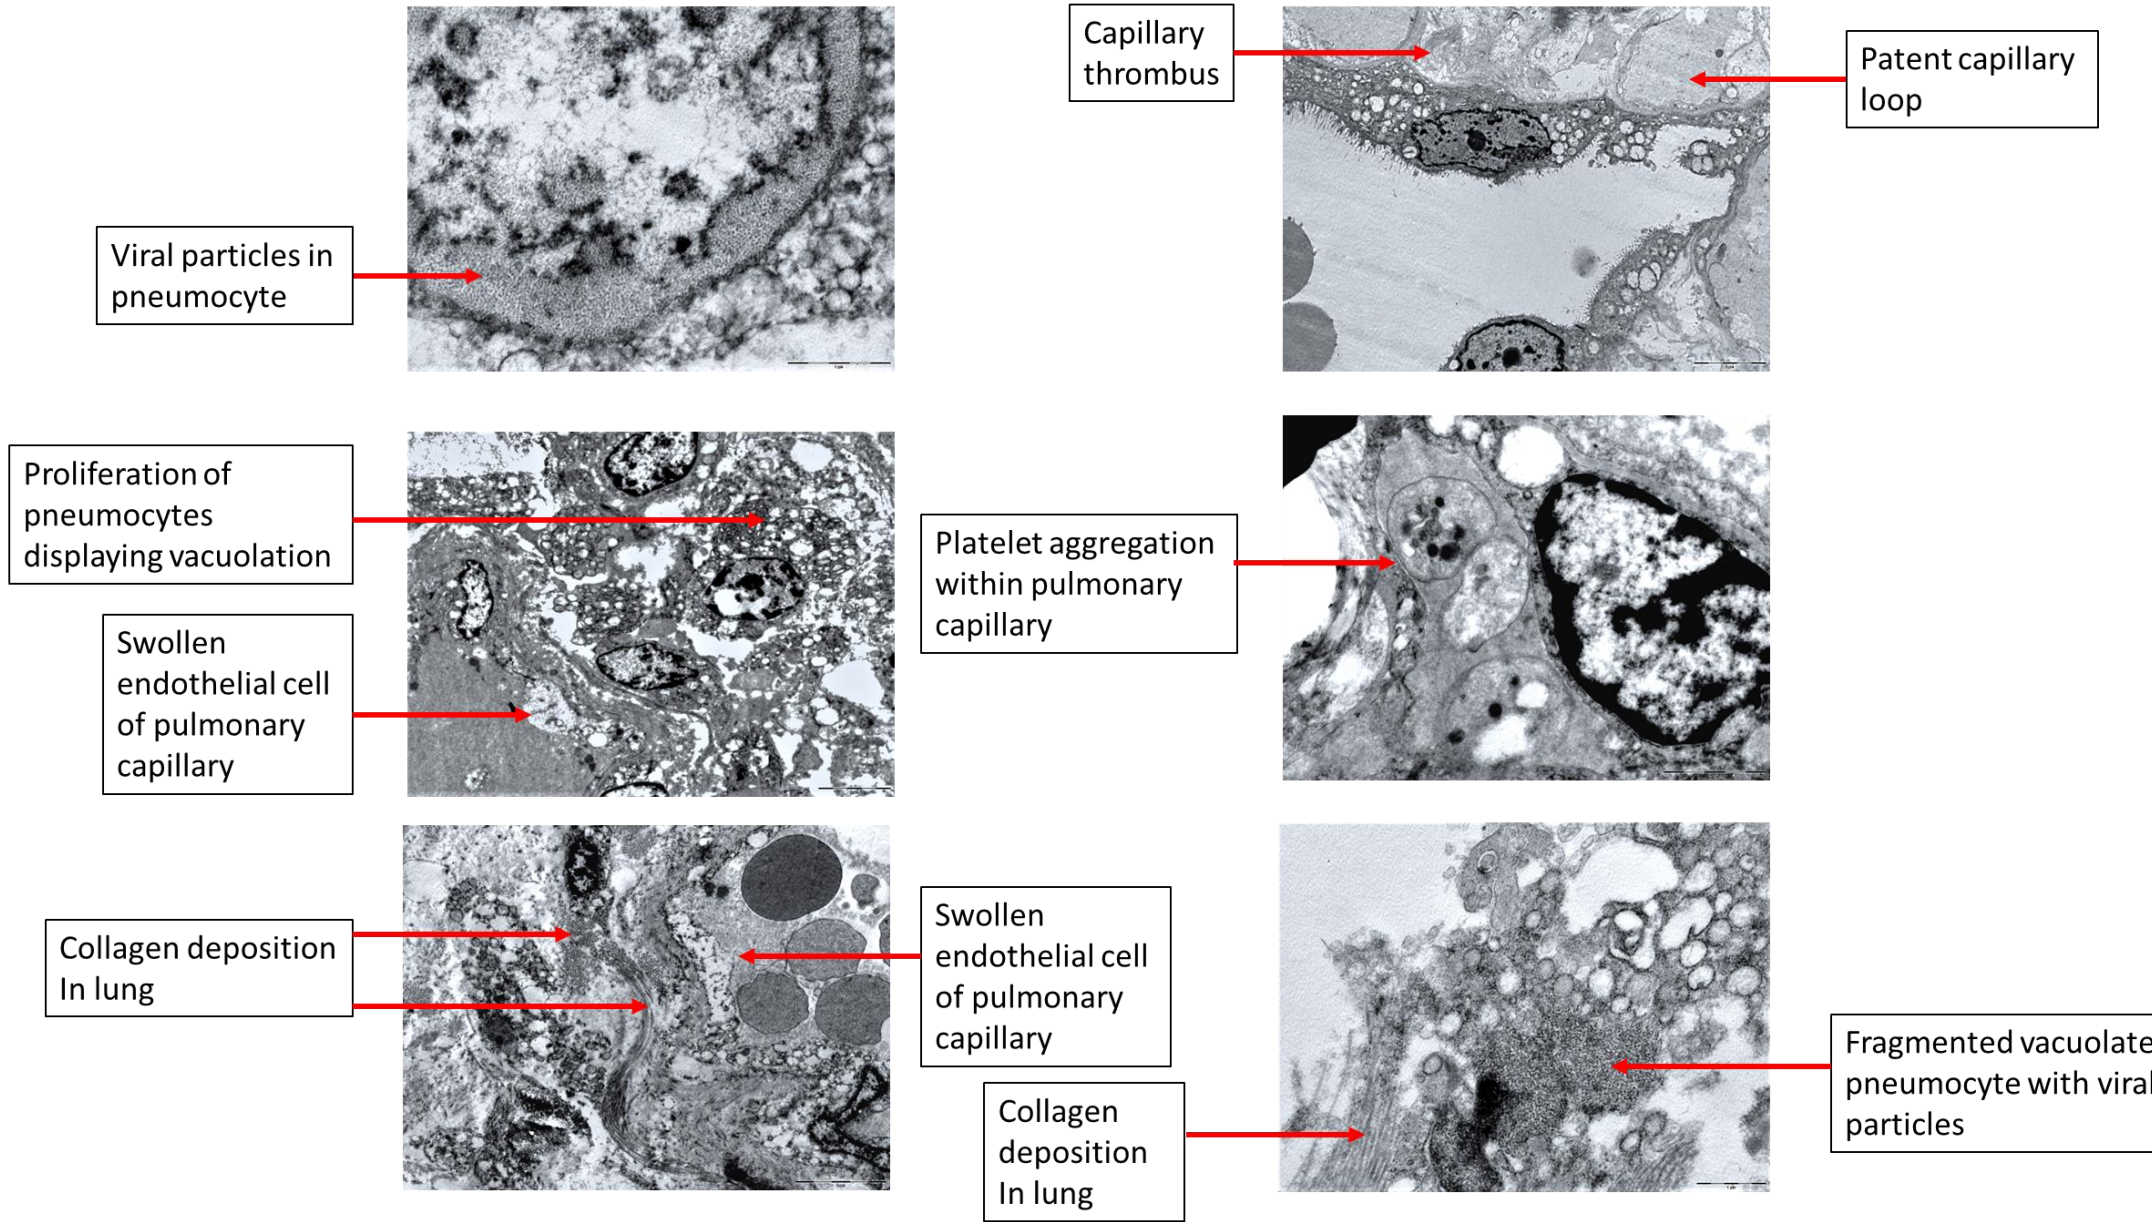 Capillary
thrombus
Patent capillary
loop
Viral particles in
pneumocyte
Proliferation of
pneumocytes
displaying vacuolation
Platelet aggregation
within pulmonary
capillary
Swollen
endothelial cell
of pulmonary
capillary
Collagen deposition
In lung
Swollen
endothelial cell
of pulmonary
capillary
Fragmented vacuolate
pneumocyte with viral
particles
Collagen
deposition
In lung